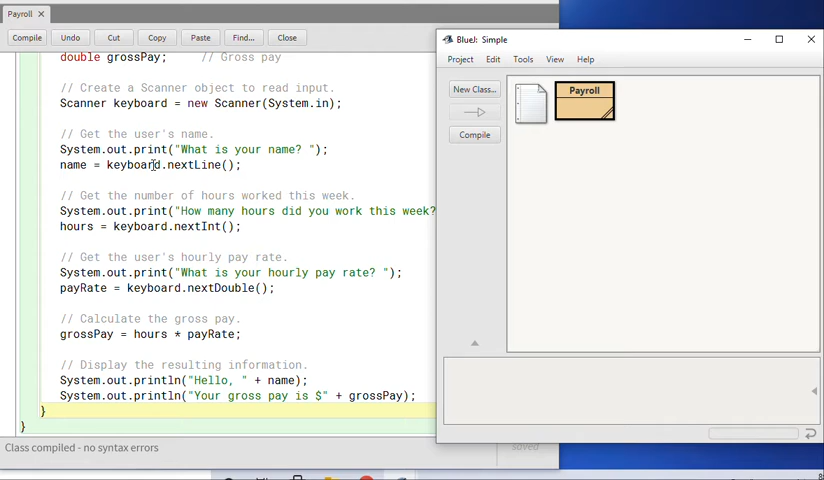 Payroll ×
Compile Undo Cut Copy Paste Find... Close
double grossPay; // Gross pay
// Create a Scanner object to read input.
Scanner keyboard = new Scanner(System.in);
// Get the user's name.
System.out.print("What is your name? ");
name = keyboard.nextLine();
// Get the number of hours worked this week.
System.out.print("How many hours did you work this week?
hours = keyboard.nextInt();
// Get the user's hourly pay rate.
System.out.print("What is your hourly pay rate? ");
payRate = keyboard.nextDouble();
// Calculate the gross pay.
grossPay = hours * payRate;
// Display the resulting information.
System.out.println("Hello, " + name);
System.out.println("Your gross pay is $" + grossPay);
}
}
Class compiled - no syntax errors
saved
BlueJ: Simple
Project Edit Tools View Help
New Class...
Compile
Payroll